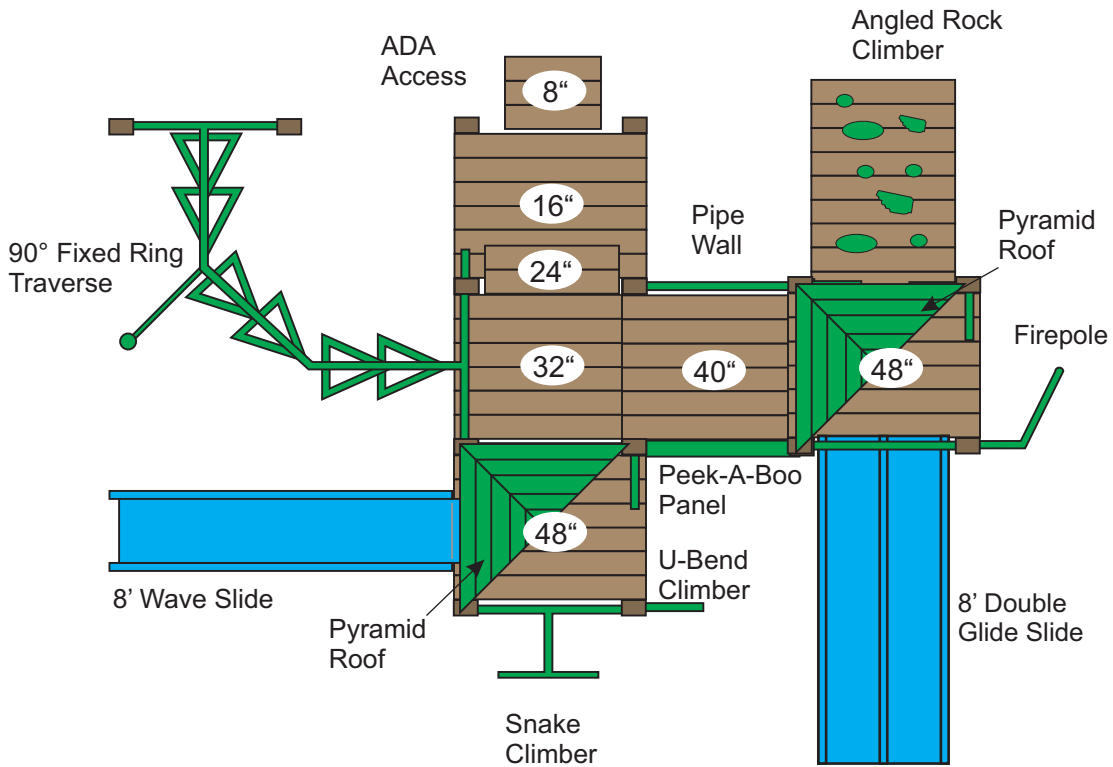 ADA
Access
8“
Angled Rock
Climber
16“
Pipe
Wall
Pyramid
Roof
90° Fixed Ring
Traverse
24“
Firepole
32“
40“
48“
Peek-A-Boo
Panel
48“
U-Bend
Climber
8’ Wave Slide
Pyramid
Roof
8’ Double
Glide Slide
Snake
Climber